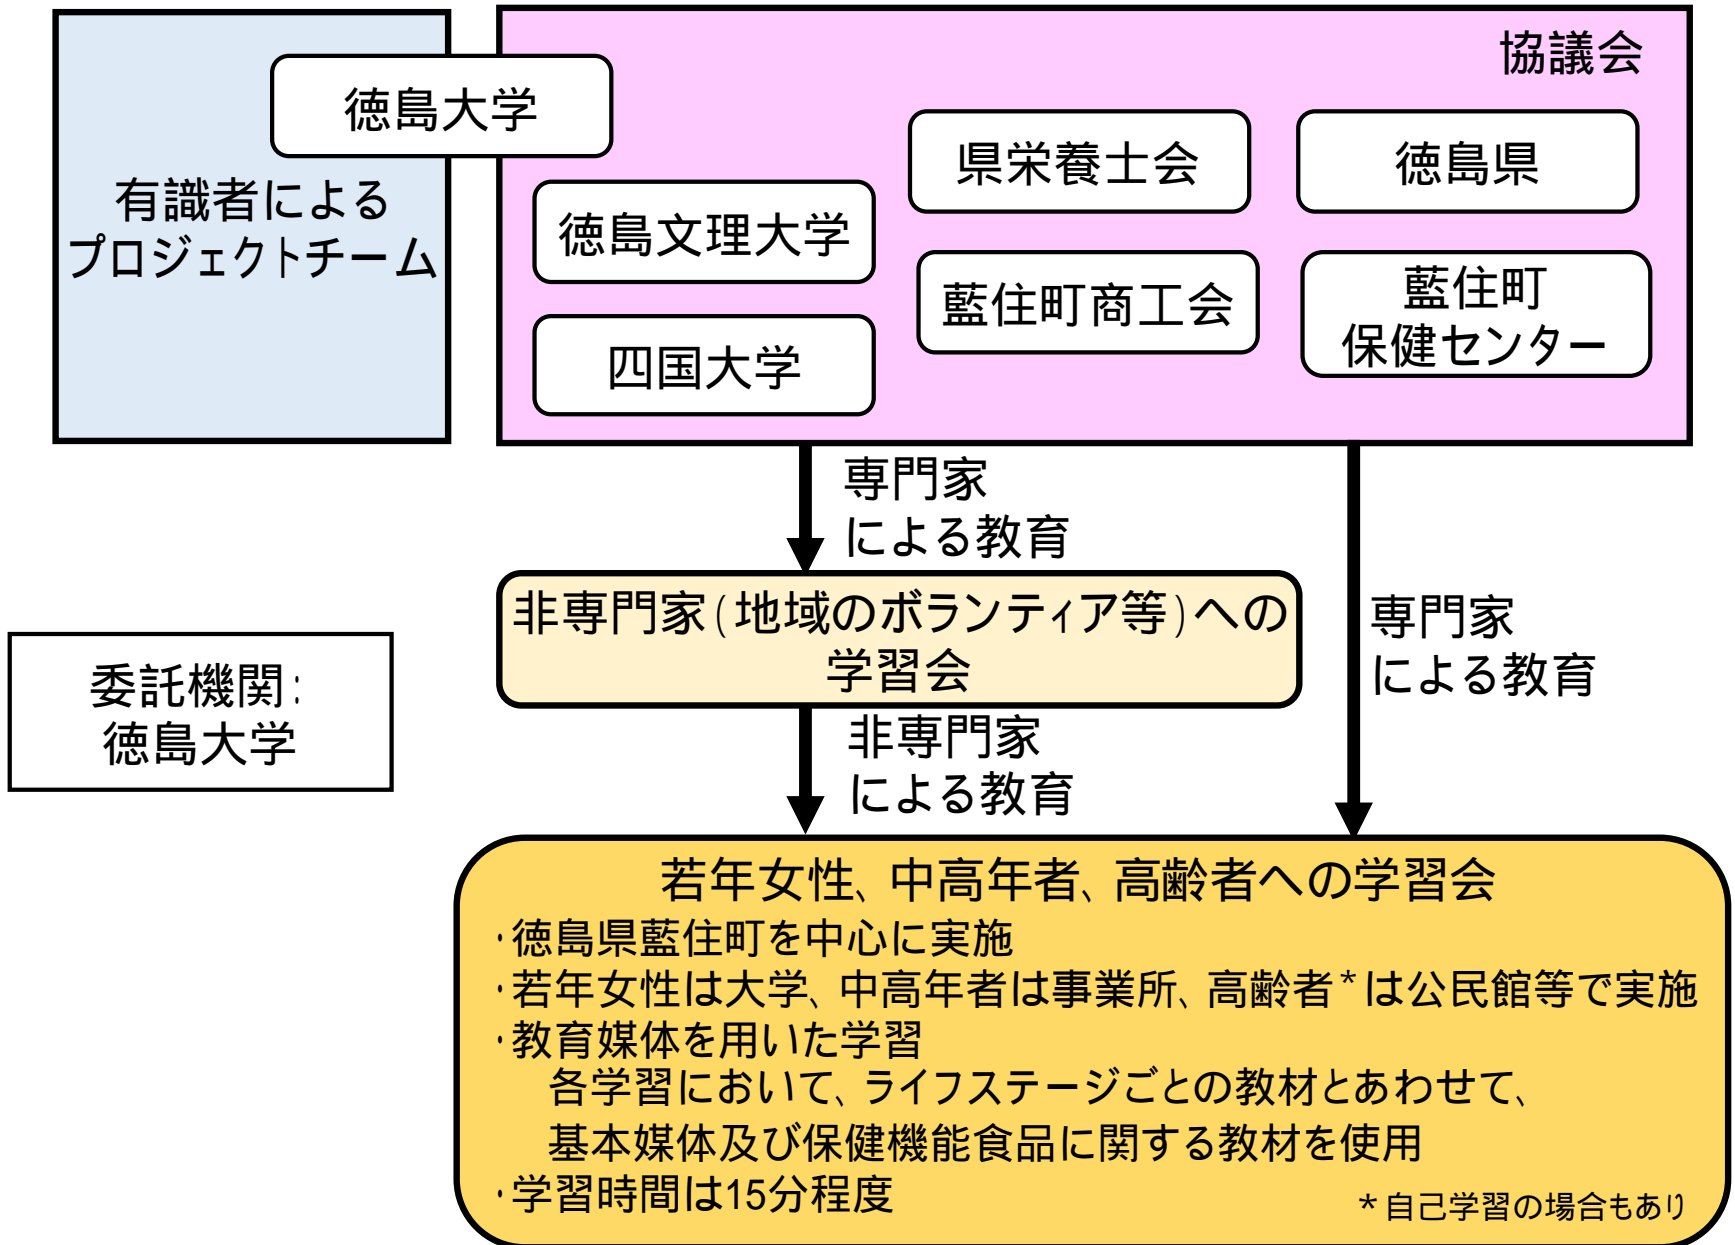 協議会
徳島大学
県栄養士会
徳島県
有識者による
プロジェクトチーム
徳島文理大学
藍住町商工会
藍住町
保健センター
四国大学
専門家
による教育
非専門家(地域のボランティア等)への
学習会
専門家
による教育
委託機関:
徳島大学
非専門家
による教育
若年女性、中高年者、高齢者への学習会
・徳島県藍住町を中心に実施
・若年女性は大学、中高年者は事業所、高齢者*は公民館等で実施
・教育媒体を用いた学習
各学習において、ライフステージごとの教材とあわせて、
基本媒体及び保健機能食品に関する教材を使用
・学習時間は15分程度
*自己学習の場合もあり